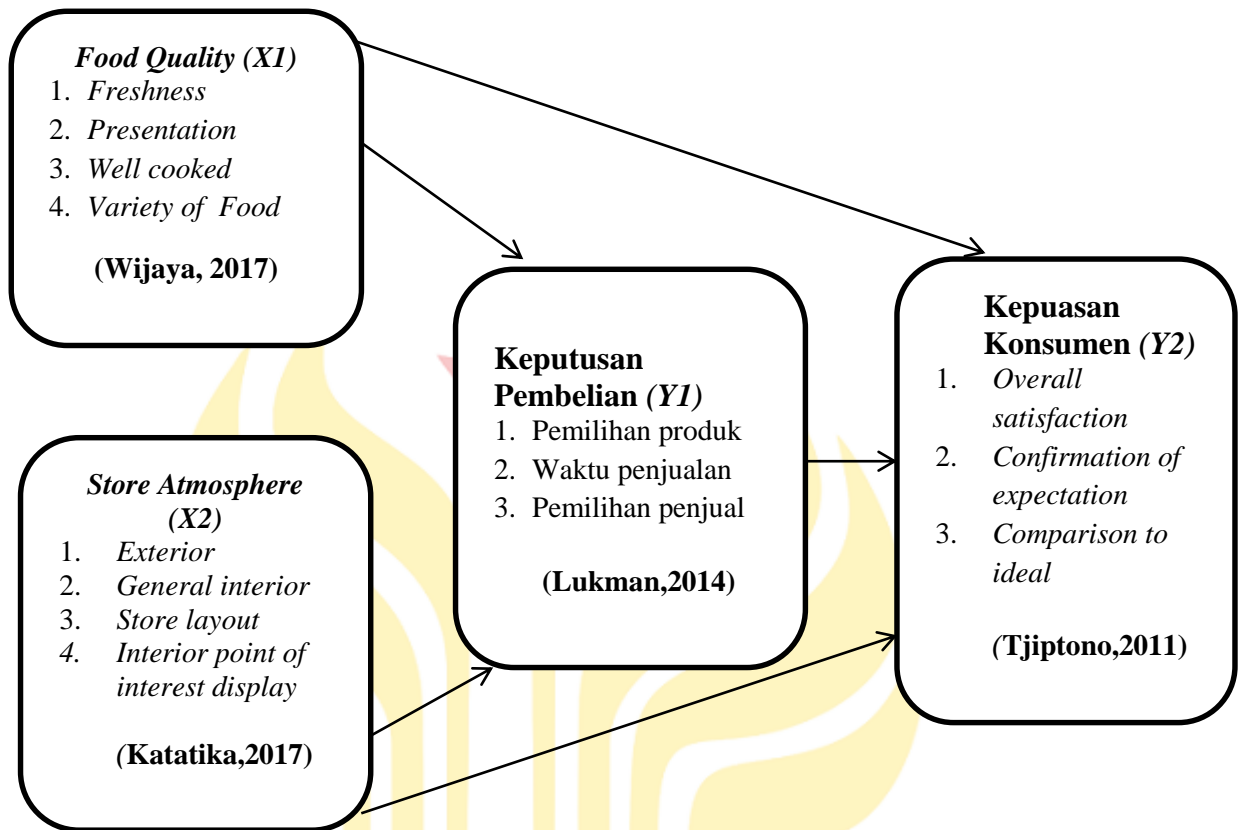 Food Quality (X1)
1. Freshness
2. Presentation
3. Well cooked
4. Variety of Food
(Wijaya, 2017)
Store Atmosphere
(X2)
1. Exterior
2. General interior
3. Store layout
4. Interior point of
interest display
(Katatika,2017)
Keputusan
Pembelian (Y1)
1. Pemilihan produk
2. Waktu penjualan
3. Pemilihan penjual
(Lukman,2014)
Kepuasan
Konsumen (Y2)
1. Overall
satisfaction
2. Confirmation of
expectation
3. Comparison to
ideal
(Tjiptono,2011)